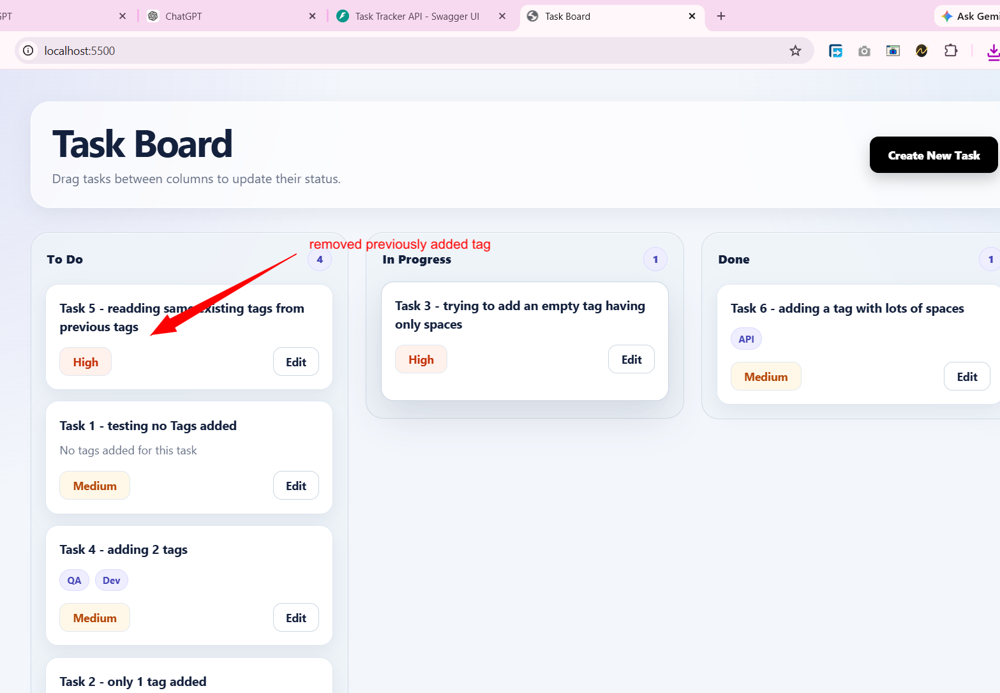 PT
ChatGPT
Task Tracker API - Swagger UI
Task Board
Ask Gemi
localhost:5500
Task Board
Drag tasks between columns to update their status.
Create New Task
removed previously added tag
To Do
4
Task 5 - readding same existing tags from
previous tags
High
Edit
Task 1 - testing no Tags added
No tags added for this task
Medium
Edit
Task 4 - adding 2 tags
QA
Dev
Medium
Edit
Task 2 - only 1 tag added
In Progress
1
Task 3 - trying to add an empty tag having
only spaces
High
Edit
Done
1
Task 6 - adding a tag with lots of spaces
API
Medium
Edit